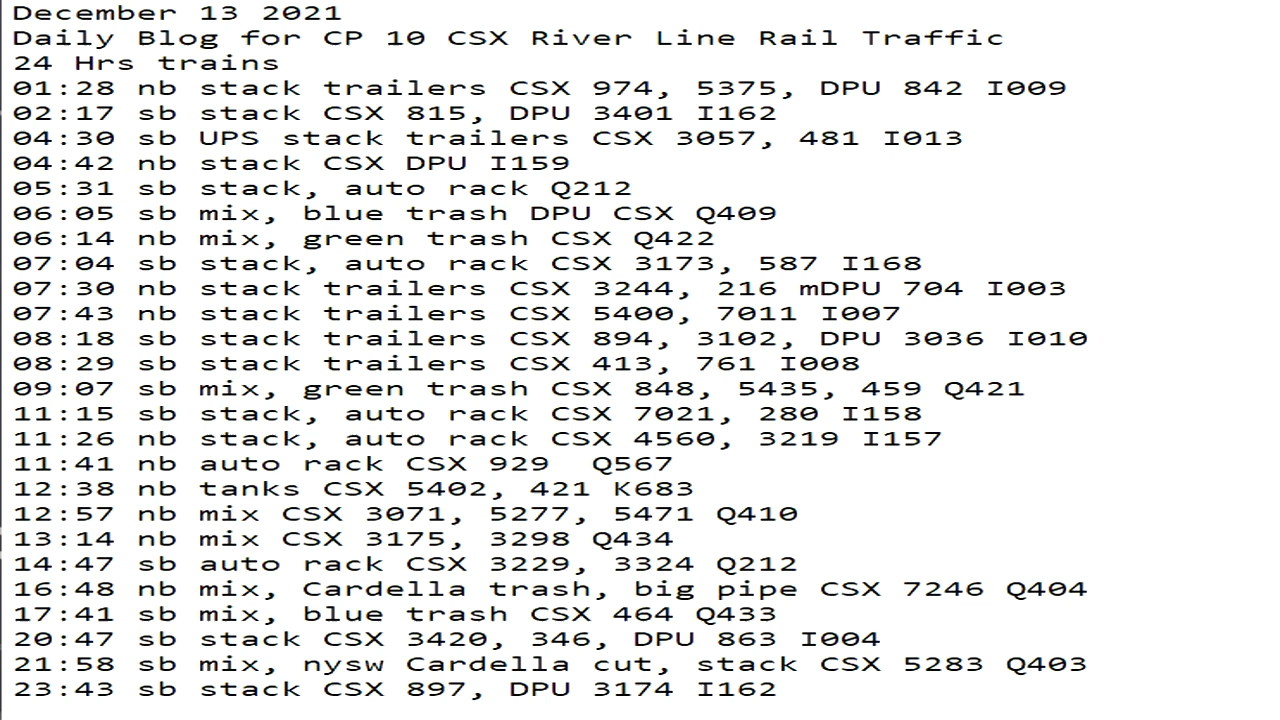 December 13 2021
Daily Blog for CP 10 CSX River Line Rail Traffic
24 Hrs trains
01:28 nb stack trailers CSX 974, 5375, DPU 842 I009
02:17 sb stack CSX 815, DPU 3401 I162
04:30 sb UPS stack trailers CSX 3057, 481 I013
04:42 nb stack CSX DPU I159
05:31 sb stack, auto rack Q212
06:05 sb mix, blue trash DPU CSX Q409
06:14 nb mix, green trash CSX Q422
07:04 sb stack, auto rack CSX 3173, 587 I168
07:30 nb stack trailers CSX 3244, 216 mDPU 704 I003
07:43 nb stack trailers CSX 5400, 7011 I007
08:18 sb stack trailers CSX 894, 3102, DPU 3036 I010
08:29 sb stack trailers CSX 413, 761 I008
09:07 sb mix, green trash CSX 848, 5435, 459 Q421
11:15 sb stack, auto rack CSX 7021, 280 I158
11:26 nb stack, auto rack CSX 4560, 3219 I157
11:41 nb auto rack CSX 929  Q567
12:38 nb tanks CSX 5402, 421 K683
12:57 nb mix CSX 3071, 5277, 5471 Q410
13:14 nb mix CSX 3175, 3298 Q434
14:47 sb auto rack CSX 3229, 3324 Q212
16:48 nb mix, Cardella trash, big pipe CSX 7246 Q404
17:41 sb mix, blue trash CSX 464 Q433
20:47 sb stack CSX 3420, 346, DPU 863 I004
21:58 sb mix, nysw Cardella cut, stack CSX 5283 Q403
23:43 sb stack CSX 897, DPU 3174 I162